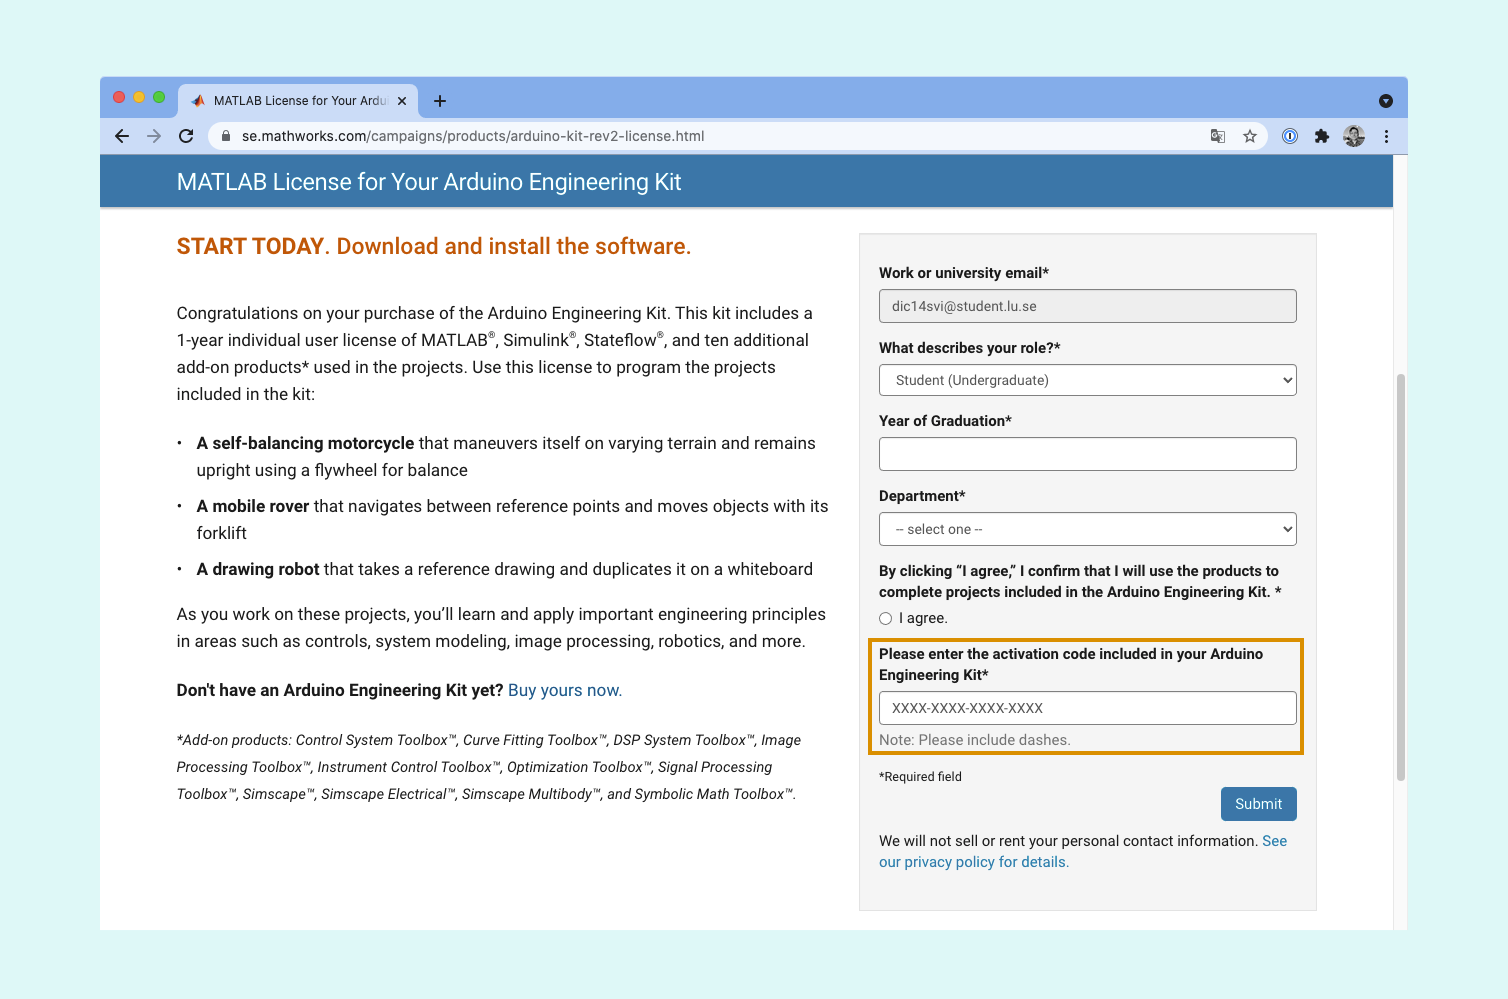 MATLAB License for Your Ardu
se.mathworks.com/campaigns/products/arduino-kit-rev2-license.html
MATLAB License for Your Arduino Engineering Kit
START TODAY. Download and install the software.
Congratulations on your purchase of the Arduino Engineering Kit. This kit includes a
1-year individual user license of MATLAB®, Simulink®, Stateflow®, and ten additional
add-on products* used in the projects. Use this license to program the projects
included in the kit:
• A self-balancing motorcycle that maneuvers itself on varying terrain and remains
upright using a flywheel for balance
• A mobile rover that navigates between reference points and moves objects with its
forklift
• A drawing robot that takes a reference drawing and duplicates it on a whiteboard
As you work on these projects, you’ll learn and apply important engineering principles
in areas such as controls, system modeling, image processing, robotics, and more.
Don't have an Arduino Engineering Kit yet? Buy yours now.
*Add-on products: Control System Toolbox™, Curve Fitting Toolbox™, DSP System Toolbox™, Image
Processing Toolbox™, Instrument Control Toolbox™, Optimization Toolbox™, Signal Processing
Toolbox™, Simscape™, Simscape Electrical™, Simscape Multibody™, and Symbolic Math Toolbox™.
Work or university email*
dic14svi@student.lu.se
What describes your role?*
Student (Undergraduate)
Year of Graduation*
Department*
-- select one --
By clicking “I agree,” I confirm that I will use the products to
complete projects included in the Arduino Engineering Kit. *
I agree.
Please enter the activation code included in your Arduino
Engineering Kit*
XXXX-XXXX-XXXX-XXXX
Note: Please include dashes.
*Required field
Submit
We will not sell or rent your personal contact information. See
our privacy policy for details.